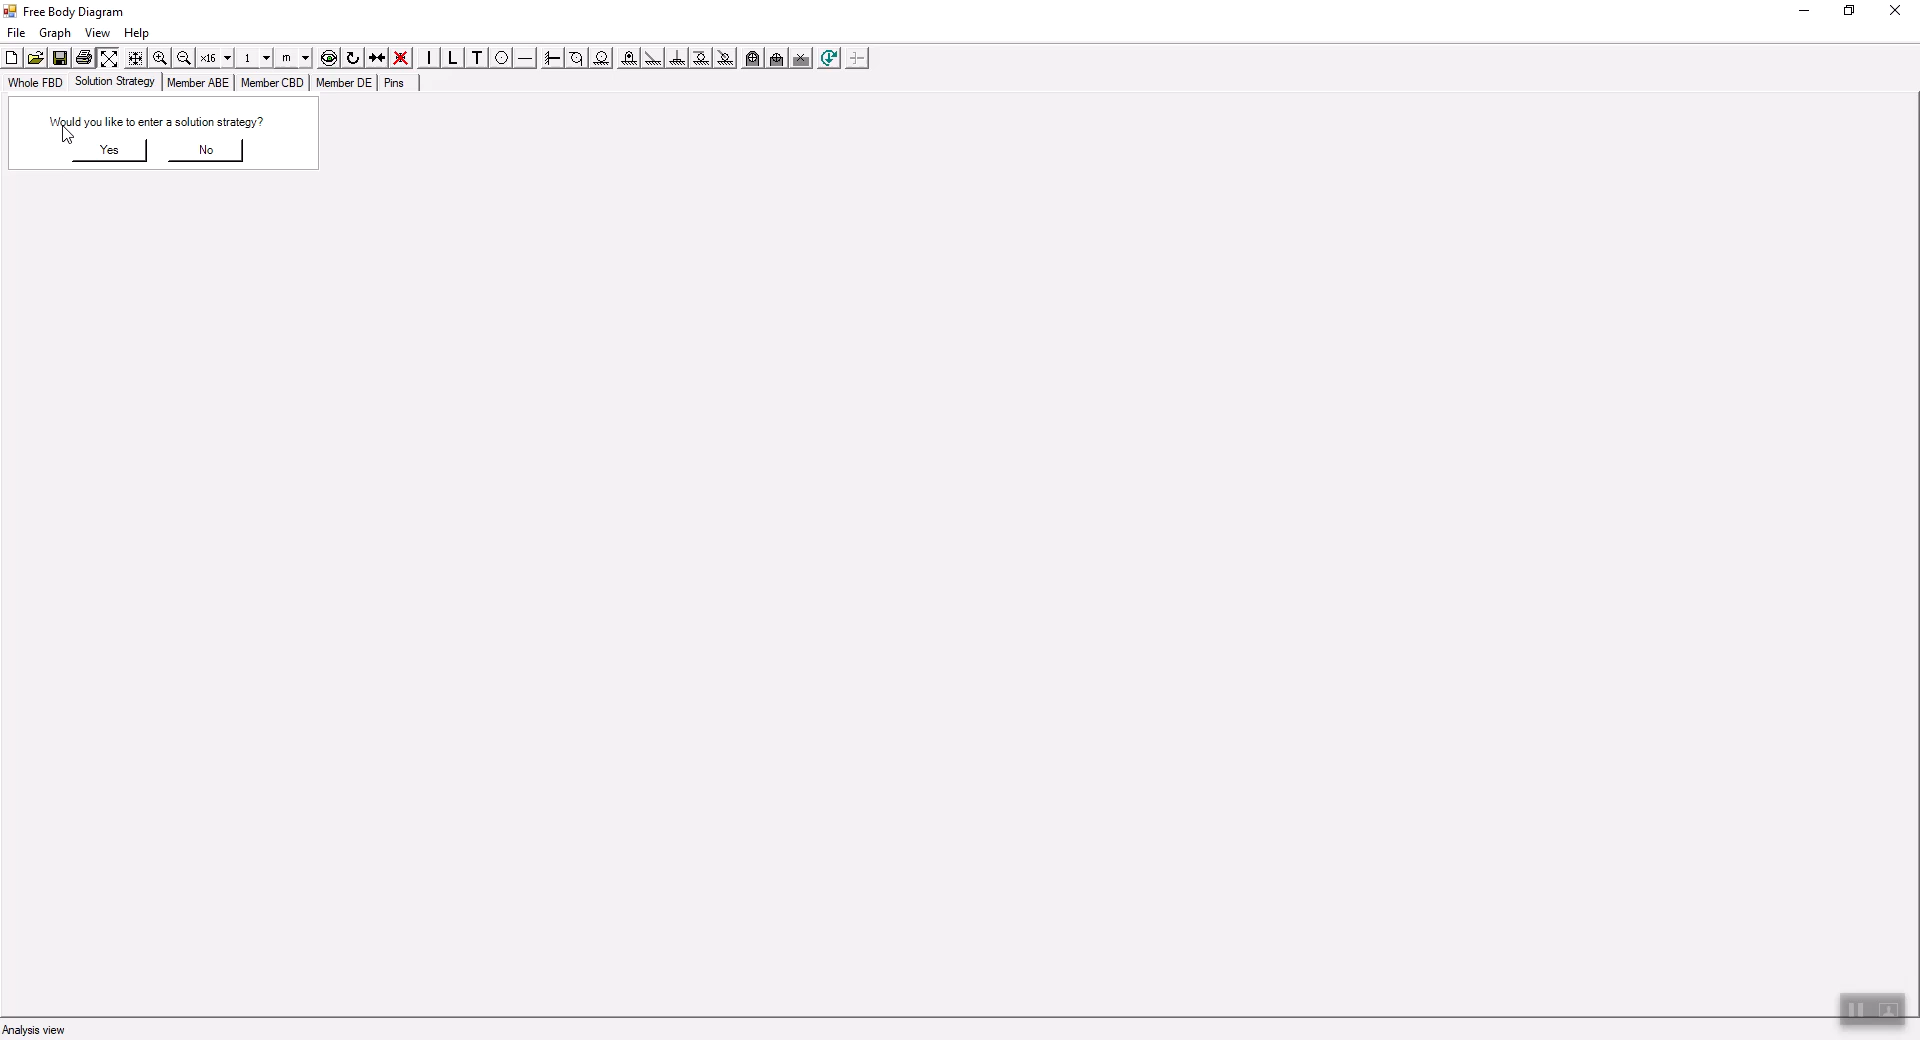 Free Body Diagram
File Graph View Help
×16 1 m
Whole FBD Solution Strategy Member ABE Member CBD Member DE Pins
Would you like to enter a solution strategy?
Yes No
Analysis view